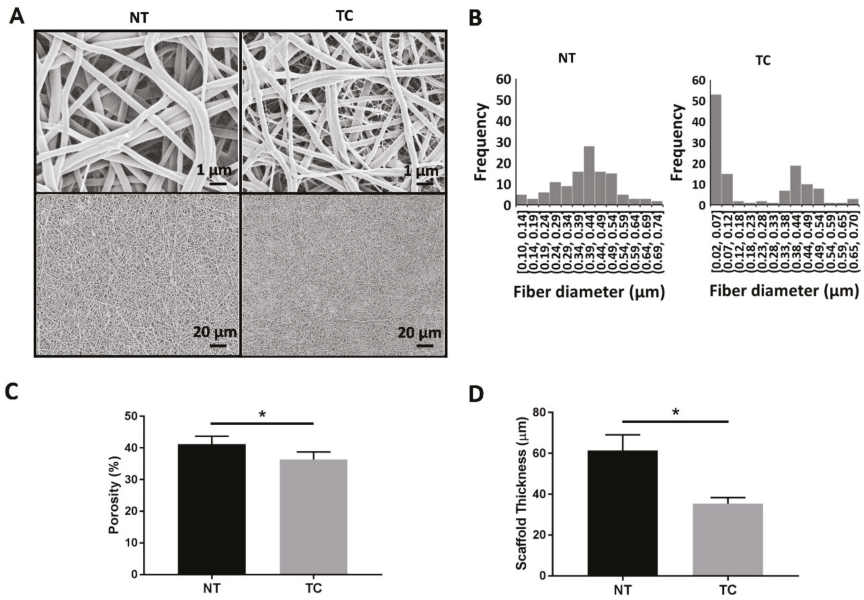 A
NT
TC
1 μm
1 μm
20 μm
20 μm
B
NT
TC
Frequency
60
50
40
30
20
10
0
[0.10, 0.14]
(0.14, 0.19]
(0.19, 0.24]
(0.24, 0.29]
(0.29, 0.34]
(0.34, 0.39]
(0.39, 0.44]
(0.44, 0.49]
(0.49, 0.54]
(0.54, 0.59]
(0.59, 0.64]
(0.64, 0.69]
(0.69, 0.74]
Fiber diameter (μm)
Frequency
60
50
40
30
20
10
0
[0.02, 0.07]
(0.07, 0.12]
(0.12, 0.18]
(0.18, 0.23]
(0.23, 0.28]
(0.28, 0.33]
(0.33, 0.38]
(0.38, 0.44]
(0.44, 0.49]
(0.49, 0.54]
(0.54, 0.59]
(0.59, 0.65]
(0.65, 0.70]
Fiber diameter (μm)
C
Porosity (%)
50
40
30
20
10
0
*
NT
TC
D
Scaffold Thickness (μm)
80
60
40
20
0
*
NT
TC